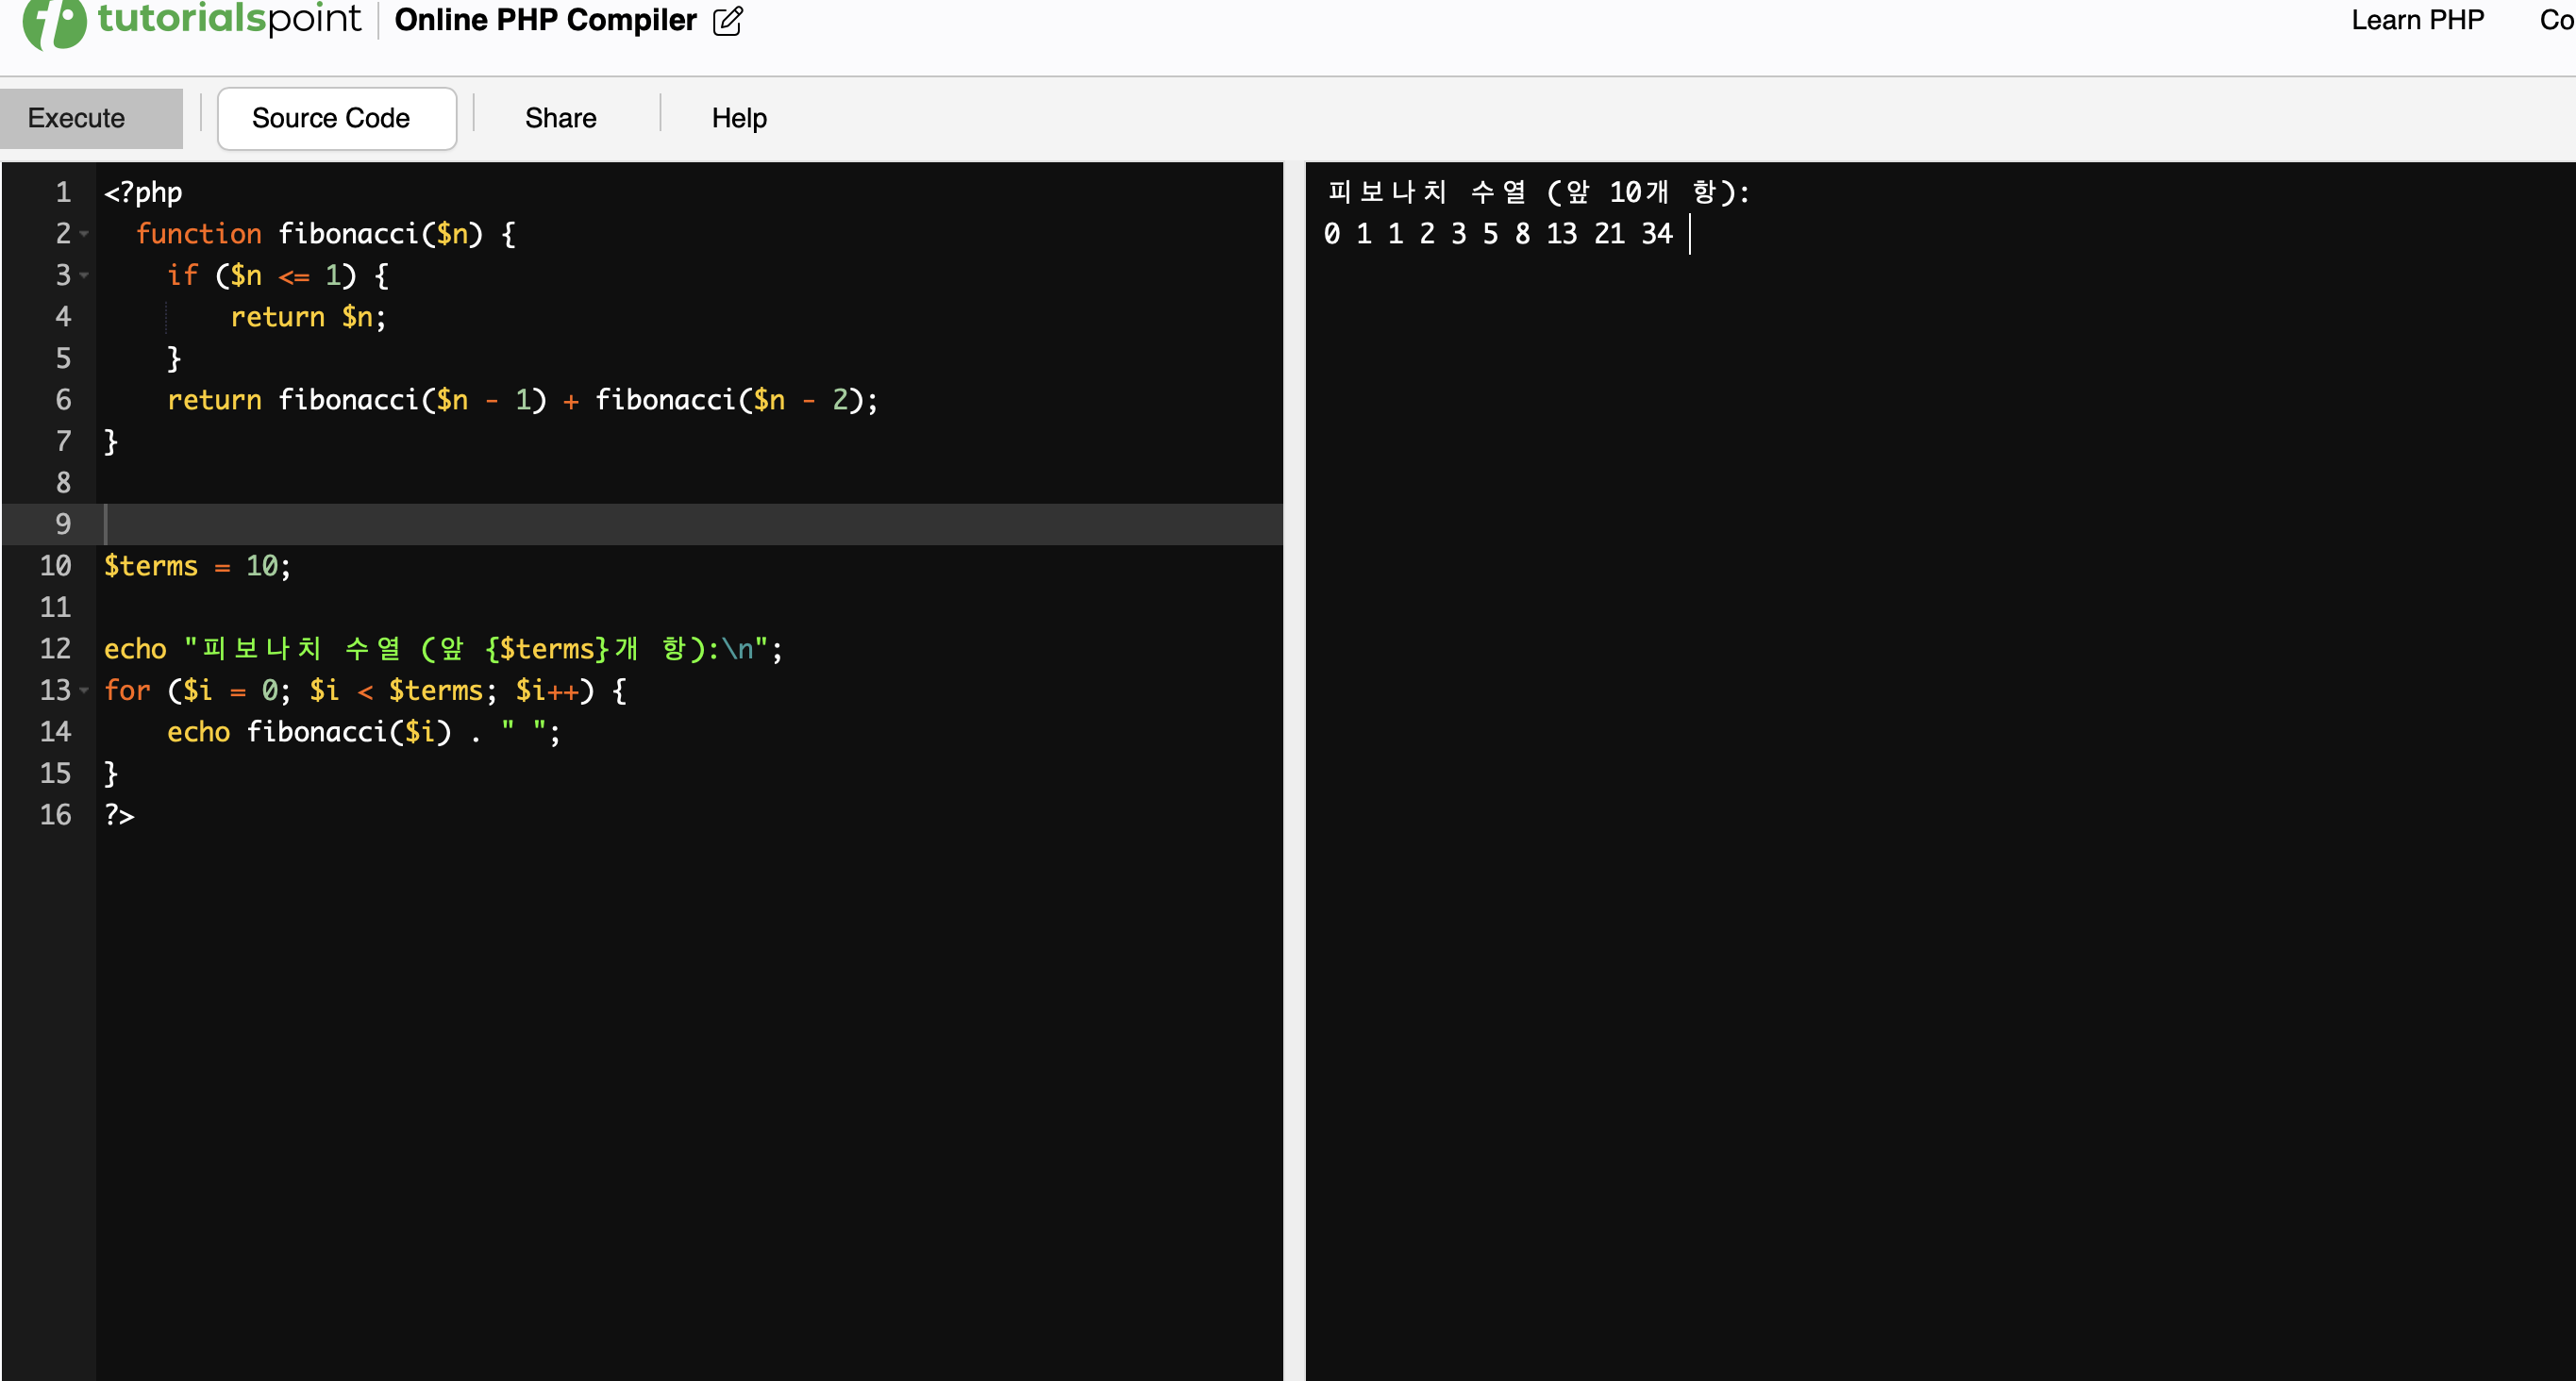 tutorialspoint Online PHP Compiler Learn PHP Co
Execute Source Code Share Help
1 <?php
2   function fibonacci($n) {
3     if ($n <= 1) {
4         return $n;
5     }
6     return fibonacci($n - 1) + fibonacci($n - 2);
7 }
8
9
10 $terms = 10;
11
12 echo "피보나치 수열 (앞 {$terms}개 항):\n";
13 for ($i = 0; $i < $terms; $i++) {
14     echo fibonacci($i) . " ";
15 }
16 ?>
피보나치 수열 (앞 10개 항):
0 1 1 2 3 5 8 13 21 34